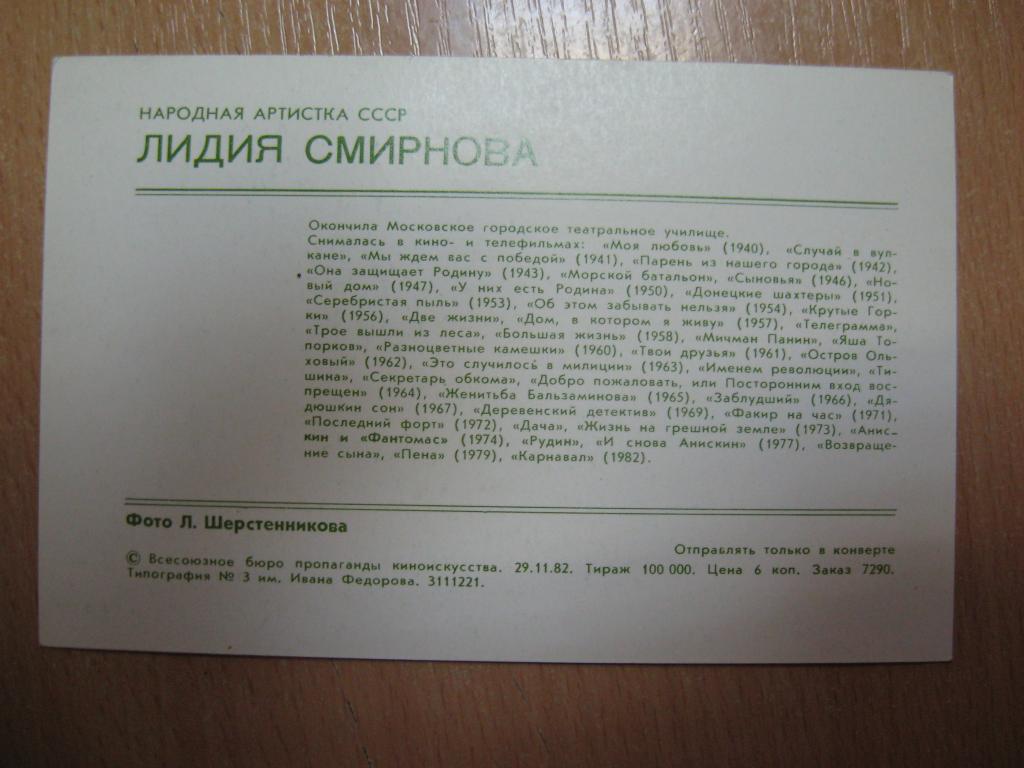 НАРОДНАЯ АРТИСТКА СССР
ЛИДИЯ СМИРНОВА
Окончила Московское городское театральное училище.
Снималась в кино- и телефильмах: «Моя любовь» (1940), «Случай в вул-
кане», «Мы ждем вас с победой» (1941), «Парень из нашего города» (1942),
«Она защищает Родину» (1943), «Морской батальон», «Сыновья» (1946), «Но-
вый дом» (1947), «У них есть Родина» (1950), «Донецкие шахтеры» (1951),
«Серебристая пыль» (1953), «Об этом забывать нельзя» (1954), «Крутые Гор-
ки» (1956), «Две жизни», «Дом, в котором я живу» (1957), «Телеграмма»,
«Трое вышли из леса», «Большая жизнь» (1958), «Мичман Панин», «Яша То-
порков», «Разноцветные камешки» (1960), «Твои друзья» (1961), «Остров Оль-
ховый» (1962), «Это случилось в милиции» (1963), «Именем революции», «Ти-
шина», «Секретарь обкома», «Добро пожаловать, или Посторонним вход вос-
прещен» (1964), «Женитьба Бальзаминова» (1965), «Заблудший» (1966), «Дя-
дюшкин сон» (1967), «Деревенский детектив» (1969), «Факир на час» (1971),
«Последний форт» (1972), «Дача», «Жизнь на грешной земле» (1973), «Анис-
кин и «Фантомас» (1974), «Рудин», «И снова Анискин» (1977), «Возвраще-
ние сына», «Пена» (1979), «Карнавал» (1982).
Фото Л. Шерстенникова
Отправлять только в конверте
© Всесоюзное бюро пропаганды киноискусства. 29.11.82. Тираж 100 000. Цена 6 коп. Заказ 7290.
Типография № 3 им. Ивана Федорова. 3111221.